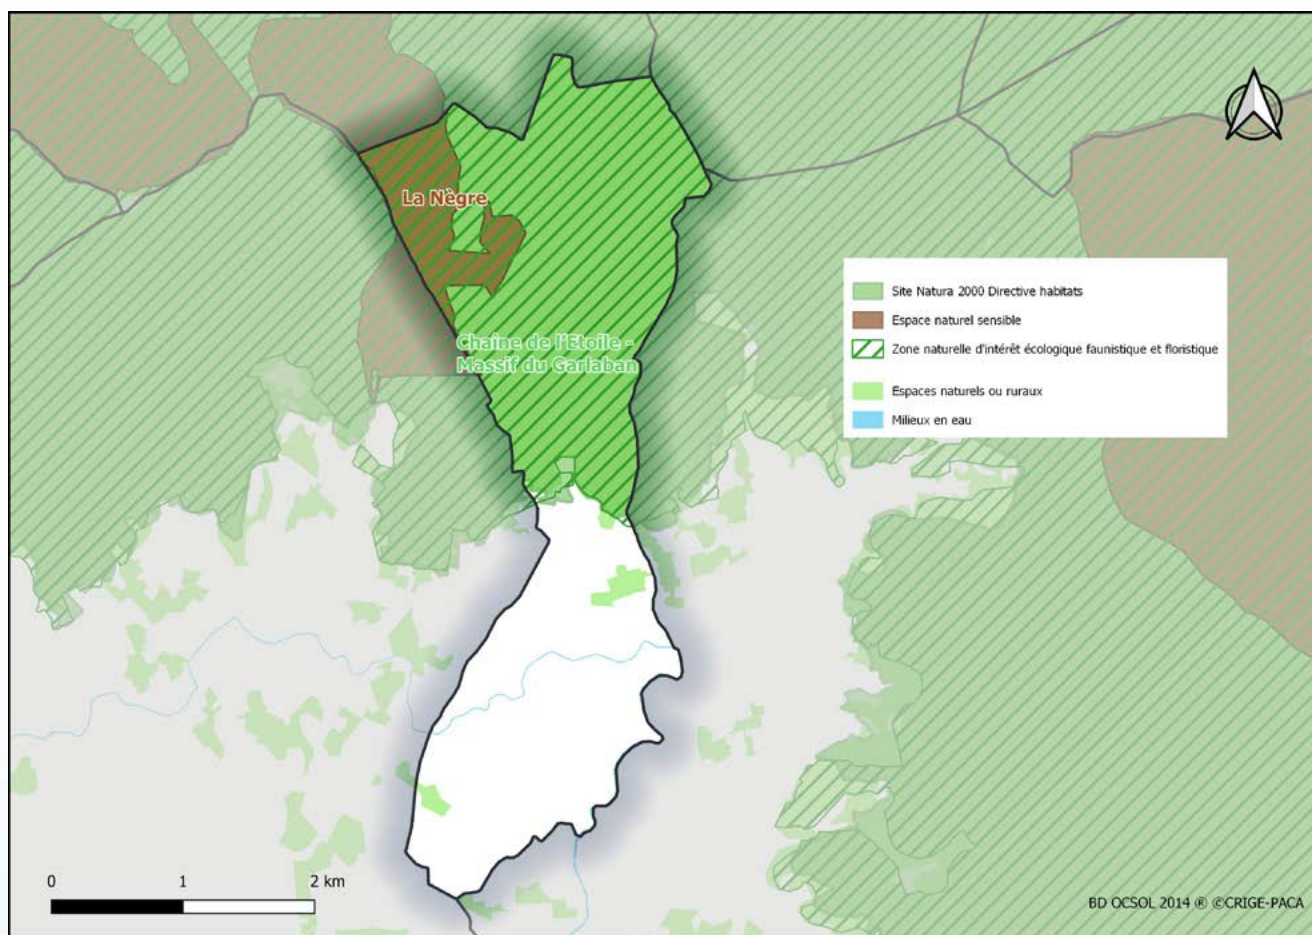 La Nègre
Chaîne de l'Etoile -
Massif du Garlaban
Site Natura 2000 Directive habitats
Espace naturel sensible
Zone naturelle d'intérêt écologique faunistique et floristique
Espaces naturels ou ruraux
Milieux en eau
0 1 2 km
BD OCSOL 2014 ® ©CRIGE-PACA